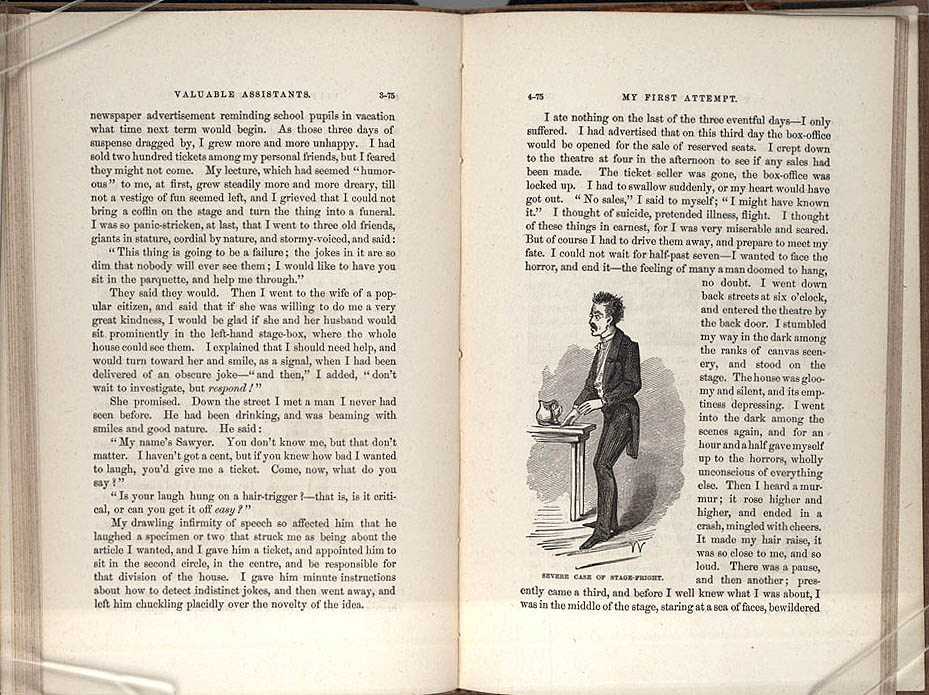 VALUABLE ASSISTANTS. 3-75
newspaper advertisement reminding school pupils in vacation
what time next term would begin. As those three days of
suspense dragged by, I grew more and more unhappy. I had
sold two hundred tickets among my personal friends, but I feared
they might not come. My lecture, which had seemed “humor-
ous” to me, at first, grew steadily more and more dreary, till
not a vestige of fun seemed left, and I grieved that I could not
bring a coffin on the stage and turn the thing into a funeral.
I was so panic-stricken, at last, that I went to three old friends,
giants in stature, cordial by nature, and stormy-voiced, and said:
“This thing is going to be a failure; the jokes in it are so
dim that nobody will ever see them; I would like to have you
sit in the parquette, and help me through.”
They said they would. Then I went to the wife of a pop-
ular citizen, and said that if she was willing to do me a very
great kindness, I would be glad if she and her husband would
sit prominently in the left-hand stage-box, where the whole
house could see them. I explained that I should need help, and
would turn toward her and smile, as a signal, when I had been
delivered of an obscure joke—“and then,” I added, “don't
wait to investigate, but respond!”
She promised. Down the street I met a man I never had
seen before. He had been drinking, and was beaming with
smiles and good nature. He said:
“My name's Sawyer. You don't know me, but that don't
matter. I haven't got a cent, but if you knew how bad I wanted
to laugh, you'd give me a ticket. Come, now, what do you
say?”
“Is your laugh hung on a hair-trigger?—that is, is it criti-
cal, or can you get it off easy?”
My drawling infirmity of speech so affected him that he
laughed a specimen or two that struck me as being about the
article I wanted, and I gave him a ticket, and appointed him to
sit in the second circle, in the centre, and be responsible for
that division of the house. I gave him minute instructions
about how to detect indistinct jokes, and then went away, and
left him chuckling placidly over the novelty of the idea.
4-75 MY FIRST ATTEMPT.
I ate nothing on the last of the three eventful days—I only
suffered. I had advertised that on this third day the box-office
would be opened for the sale of reserved seats. I crept down
to the theatre at four in the afternoon to see if any sales had
been made. The ticket seller was gone, the box-office was
locked up. I had to swallow suddenly, or my heart would have
got out. “No sales,” I said to myself; “I might have known
it.” I thought of suicide, pretended illness, flight. I thought
of these things in earnest, for I was very miserable and scared.
But of course I had to drive them away, and prepare to meet my
fate. I could not wait for half-past seven—I wanted to face the
horror, and end it—the feeling of many a man doomed to hang,
no doubt. I went down
back streets at six o'clock,
and entered the theatre by
the back door. I stumbled
my way in the dark among
the ranks of canvas scen-
ery, and stood on the
stage. The house was gloo-
my and silent, and its emp-
tiness depressing. I went
into the dark among the
scenes again, and for an
hour and a half gave myself
up to the horrors, wholly
unconscious of everything
else. Then I heard a mur-
mur; it rose higher and
higher, and ended in a
crash, mingled with cheers.
It made my hair raise, it
was so close to me, and so
loud. There was a pause,
and then another; pres-
SEVERE CASE OF STAGE-FRIGHT.
ently came a third, and before I well knew what I was about, I
was in the middle of the stage, staring at a sea of faces, bewildered